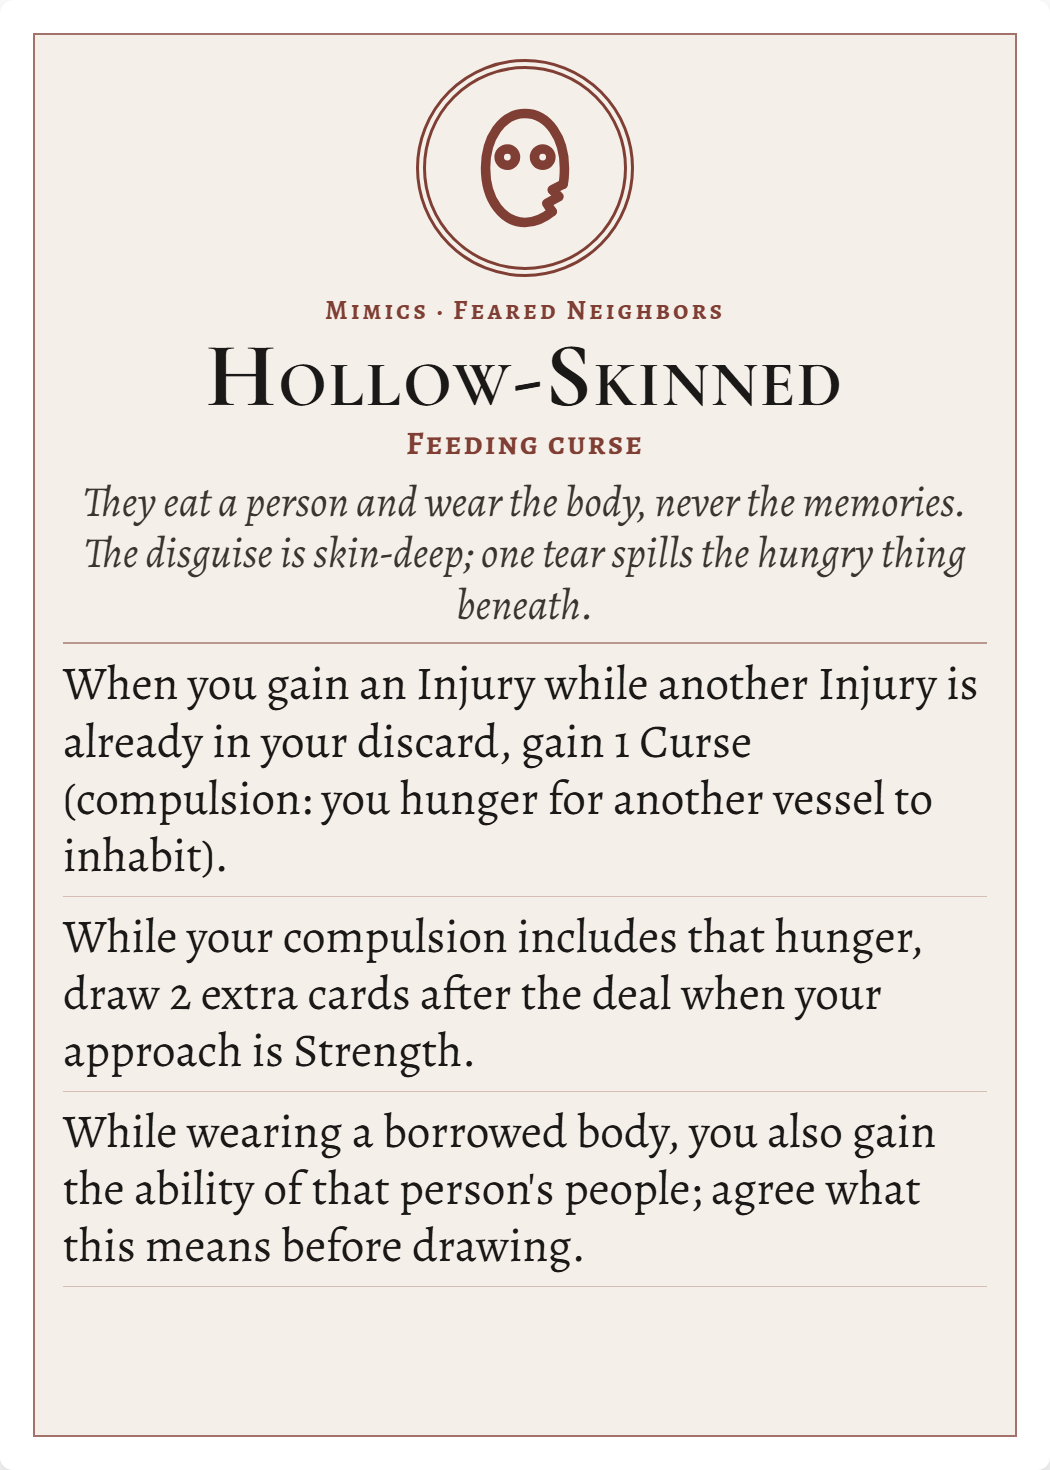 Mimics · Feared Neighbors
Hollow-Skinned
Feeding curse
They eat a person and wear the body, never the memories.
The disguise is skin-deep; one tear spills the hungry thing
beneath.
When you gain an Injury while another Injury is
already in your discard, gain 1 Curse
(compulsion: you hunger for another vessel to
inhabit).
While your compulsion includes that hunger,
draw 2 extra cards after the deal when your
approach is Strength.
While wearing a borrowed body, you also gain
the ability of that person's people; agree what
this means before drawing.